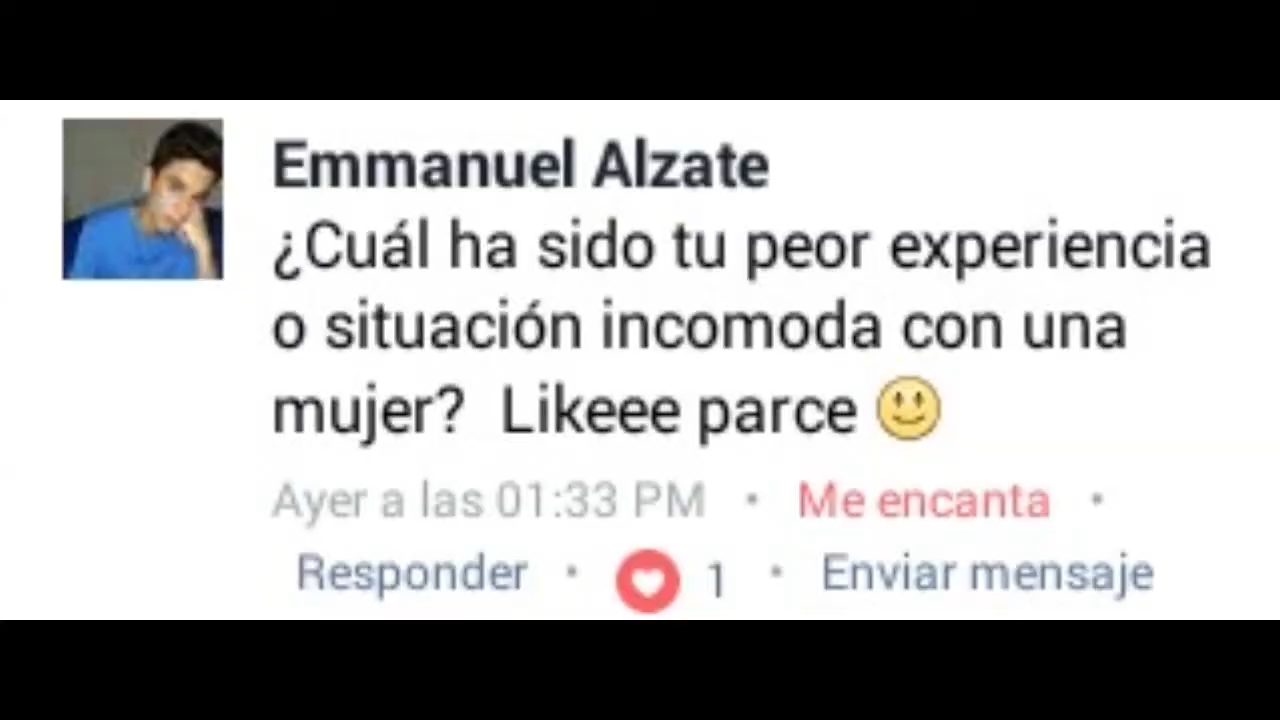 Emmanuel Alzate
¿Cuál ha sido tu peor experiencia
o situación incomoda con una
mujer? Likeee parce
Ayer a las 01:33 PM • Me encanta •
Responder • 1 • Enviar mensaje